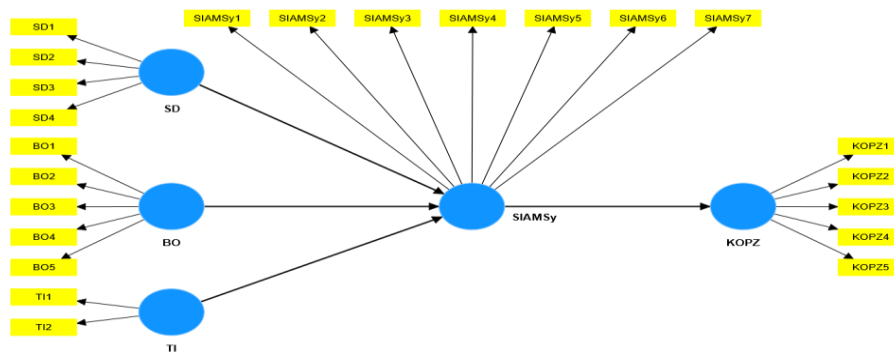 SIAMSy1 SIAMSy2 SIAMSy3 SIAMSy4 SIAMSy5 SIAMSy6 SIAMSy7
SD1
SD2
SD3
SD4
SD
BO1
BO2
BO3
BO4
BO5
BO
TI1
TI2
TI
SIAMSy
KOPZ
KOPZ1
KOPZ2
KOPZ3
KOPZ4
KOPZ5